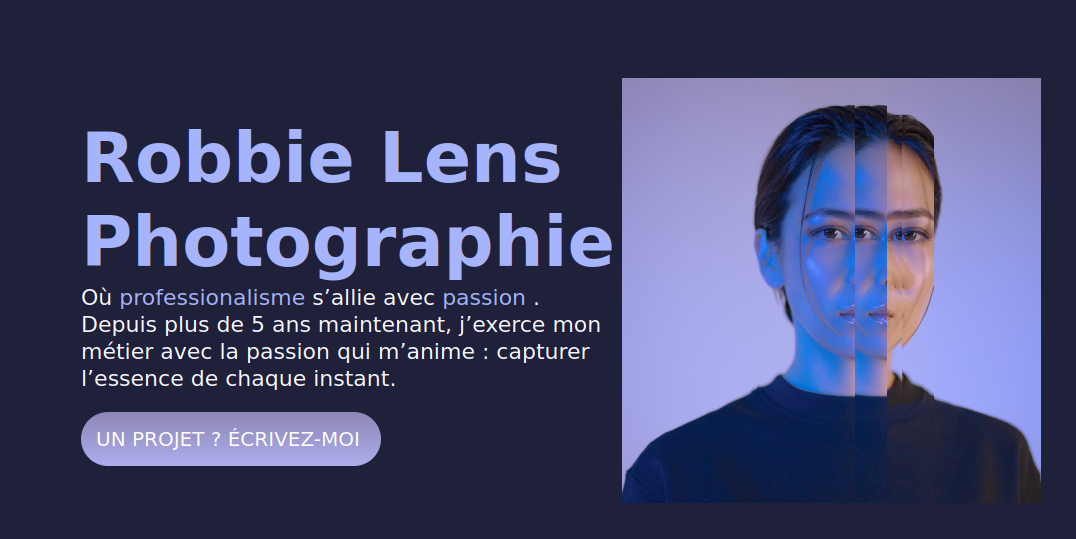 Robbie Lens
Photographie
Où professionalisme s’allie avec passion .
Depuis plus de 5 ans maintenant, j’exerce mon
métier avec la passion qui m’anime : capturer
l’essence de chaque instant.
UN PROJET ? ÉCRIVEZ-MOI